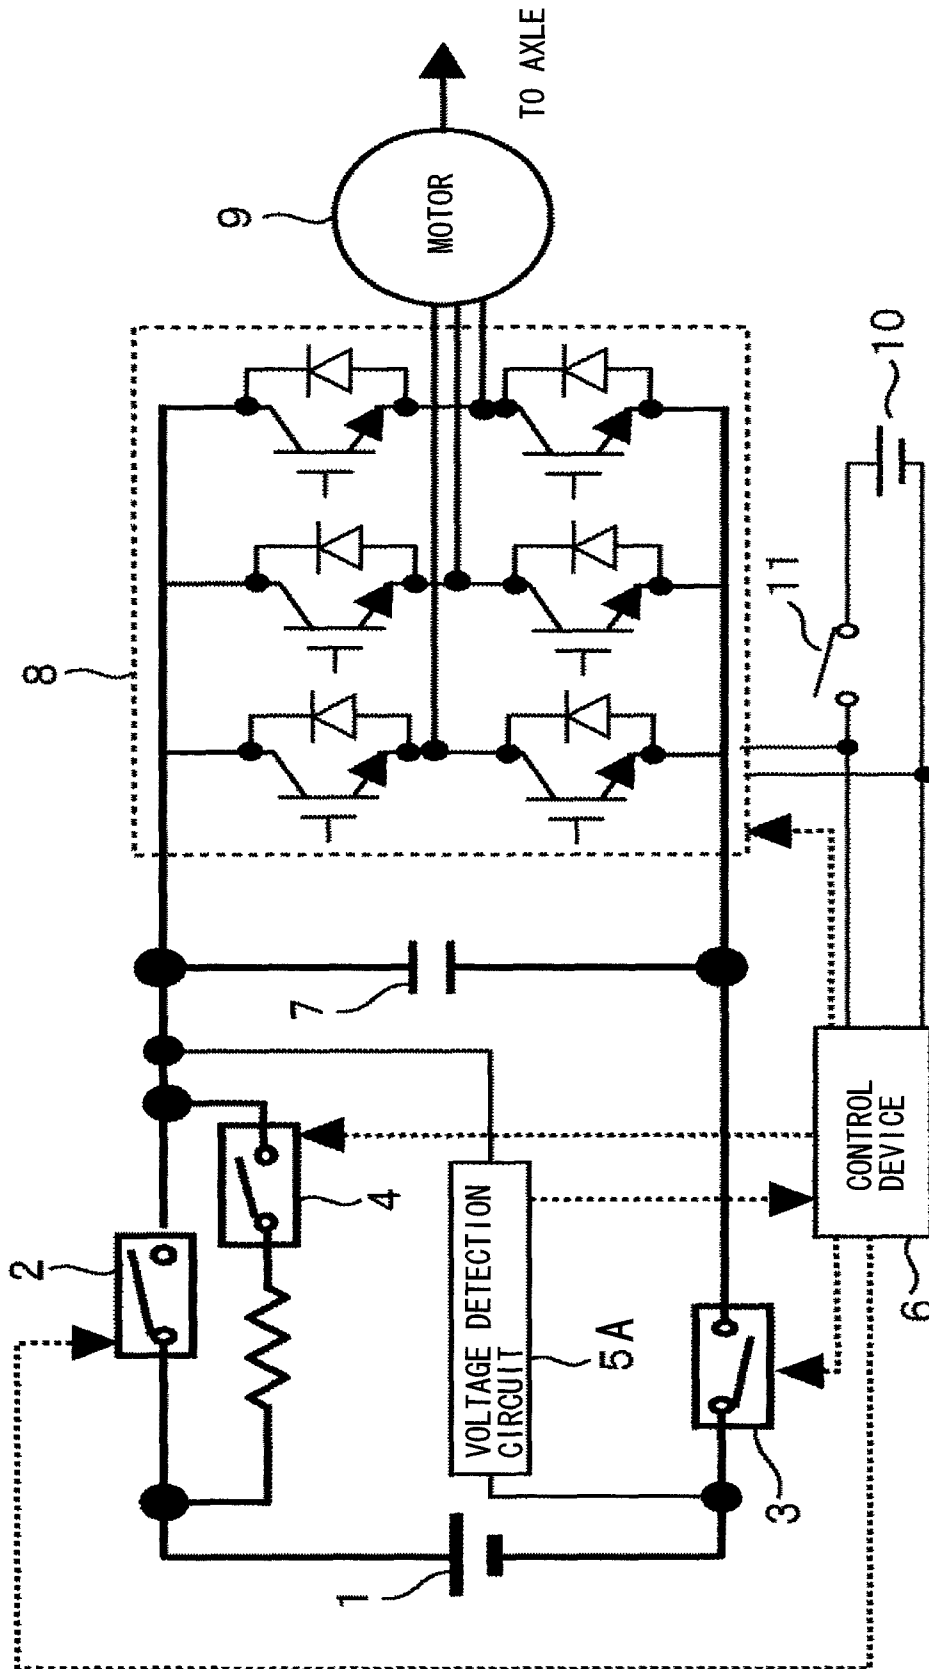 2
4
1
VOLTAGE DETECTION
CIRCUIT
5A
3
7
CONTROL
DEVICE
6
8
9
MOTOR
TO AXLE
11
10